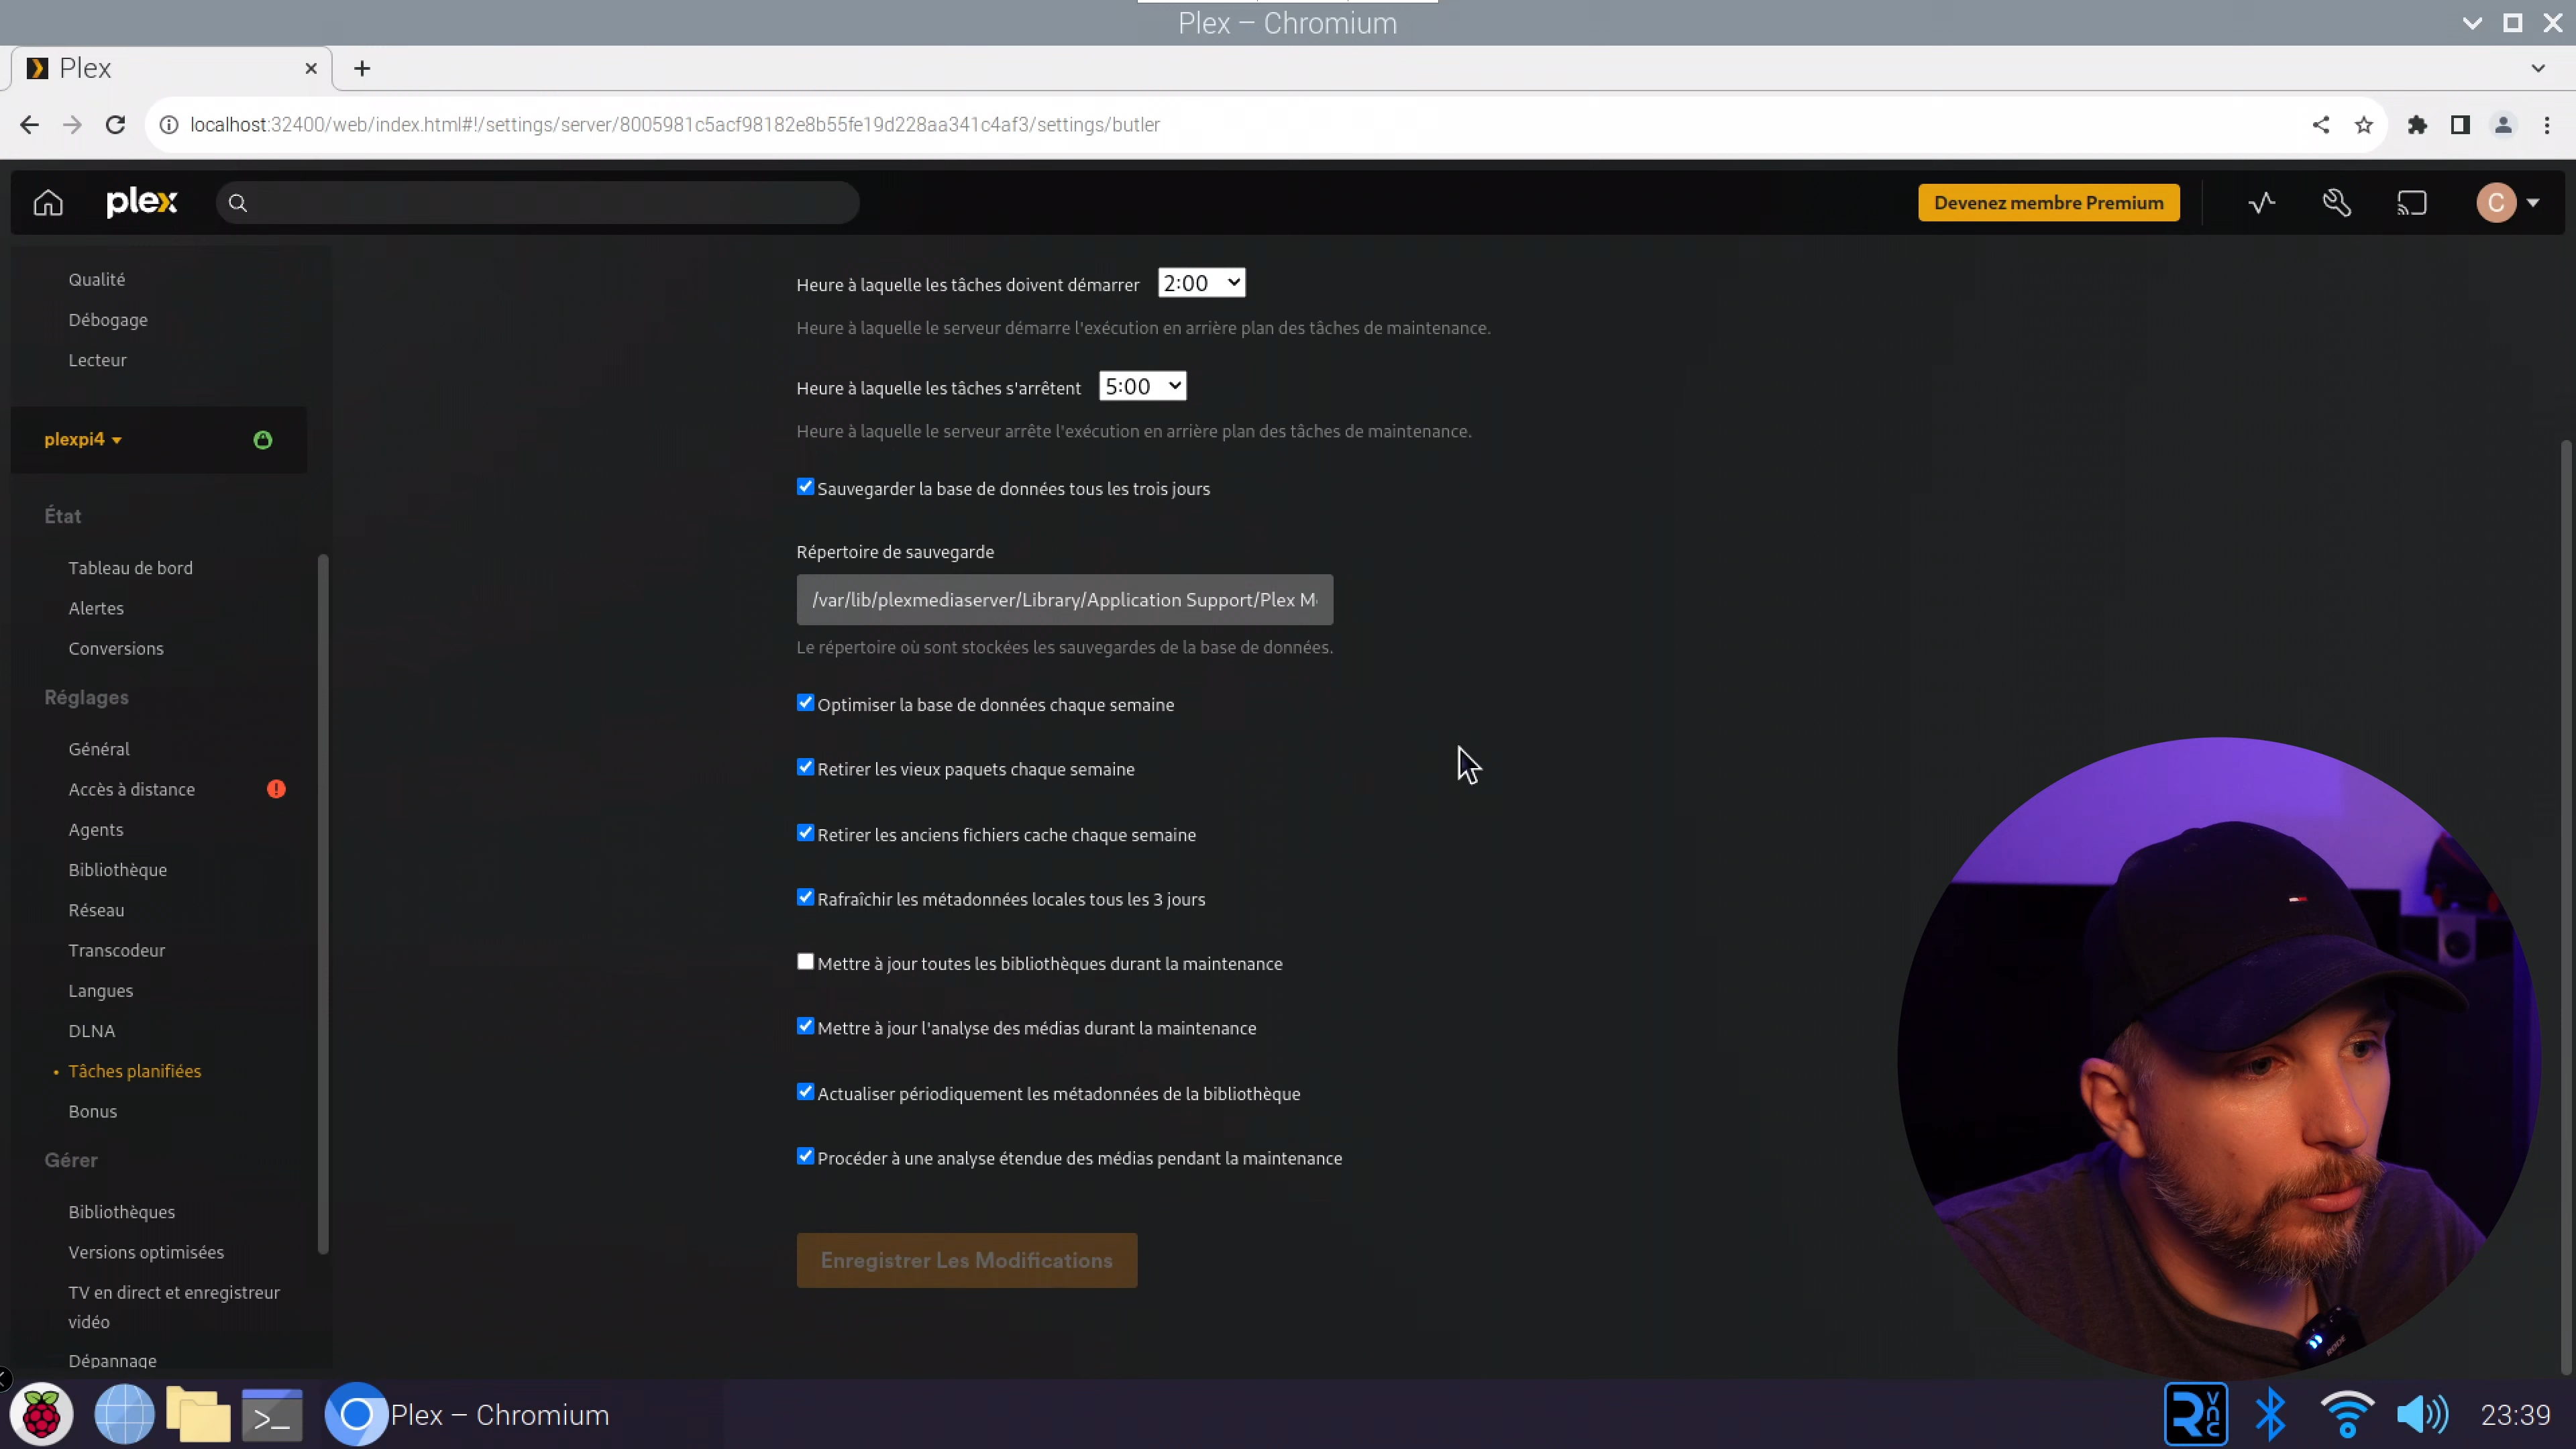 Plex – Chromium
Plex
localhost:32400/web/index.html#!/settings/server/8005981c5acf98182e8b55fe19d228aa341c4af3/settings/butler
plex
Devenez membre Premium
C
Qualité
Débogage
Lecteur
plexpi4
État
Tableau de bord
Alertes
Conversions
Réglages
Général
Accès à distance
Agents
Bibliothèque
Réseau
Transcodeur
Langues
DLNA
Tâches planifiées
Bonus
Gérer
Bibliothèques
Versions optimisées
TV en direct et enregistreur
vidéo
Dépannage
Heure à laquelle les tâches doivent démarrer 2:00
Heure à laquelle le serveur démarre l'exécution en arrière plan des tâches de maintenance.
Heure à laquelle les tâches s'arrêtent 5:00
Heure à laquelle le serveur arrête l'exécution en arrière plan des tâches de maintenance.
Sauvegarder la base de données tous les trois jours
Répertoire de sauvegarde
/var/lib/plexmediaserver/Library/Application Support/Plex M
Le répertoire où sont stockées les sauvegardes de la base de données.
Optimiser la base de données chaque semaine
Retirer les vieux paquets chaque semaine
Retirer les anciens fichiers cache chaque semaine
Rafraîchir les métadonnées locales tous les 3 jours
Mettre à jour toutes les bibliothèques durant la maintenance
Mettre à jour l'analyse des médias durant la maintenance
Actualiser périodiquement les métadonnées de la bibliothèque
Procéder à une analyse étendue des médias pendant la maintenance
Enregistrer Les Modifications
RODE
Plex – Chromium
R VNC
23:39